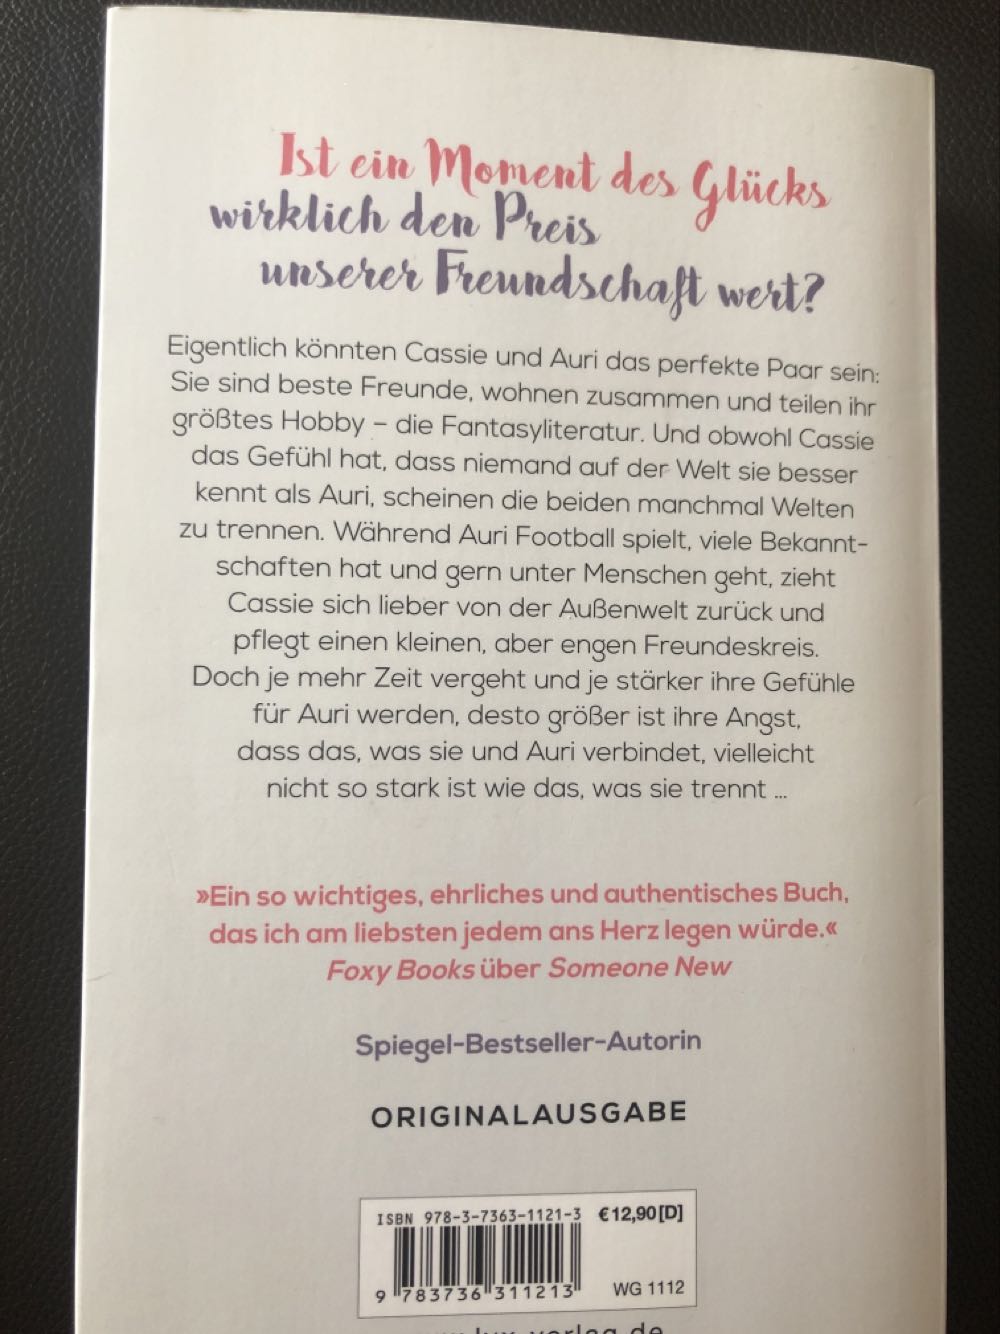 Ist ein Moment des Glücks
wirklich den Preis
unserer Freundschaft wert?
Eigentlich könnten Cassie und Auri das perfekte Paar sein:
Sie sind beste Freunde, wohnen zusammen und teilen ihr
größtes Hobby – die Fantasyliteratur. Und obwohl Cassie
das Gefühl hat, dass niemand auf der Welt sie besser
kennt als Auri, scheinen die beiden manchmal Welten
zu trennen. Während Auri Football spielt, viele Bekannt-
schaften hat und gern unter Menschen geht, zieht
Cassie sich lieber von der Außenwelt zurück und
pflegt einen kleinen, aber engen Freundeskreis.
Doch je mehr Zeit vergeht und je stärker ihre Gefühle
für Auri werden, desto größer ist ihre Angst,
dass das, was sie und Auri verbindet, vielleicht
nicht so stark ist wie das, was sie trennt ...
»Ein so wichtiges, ehrliches und authentisches Buch,
das ich am liebsten jedem ans Herz legen würde.«
Foxy Books über Someone New
Spiegel-Bestseller-Autorin
ORIGINALAUSGABE
ISBN 978-3-7363-1121-3 €12,90[D]
9 783736 311213 WG 1112